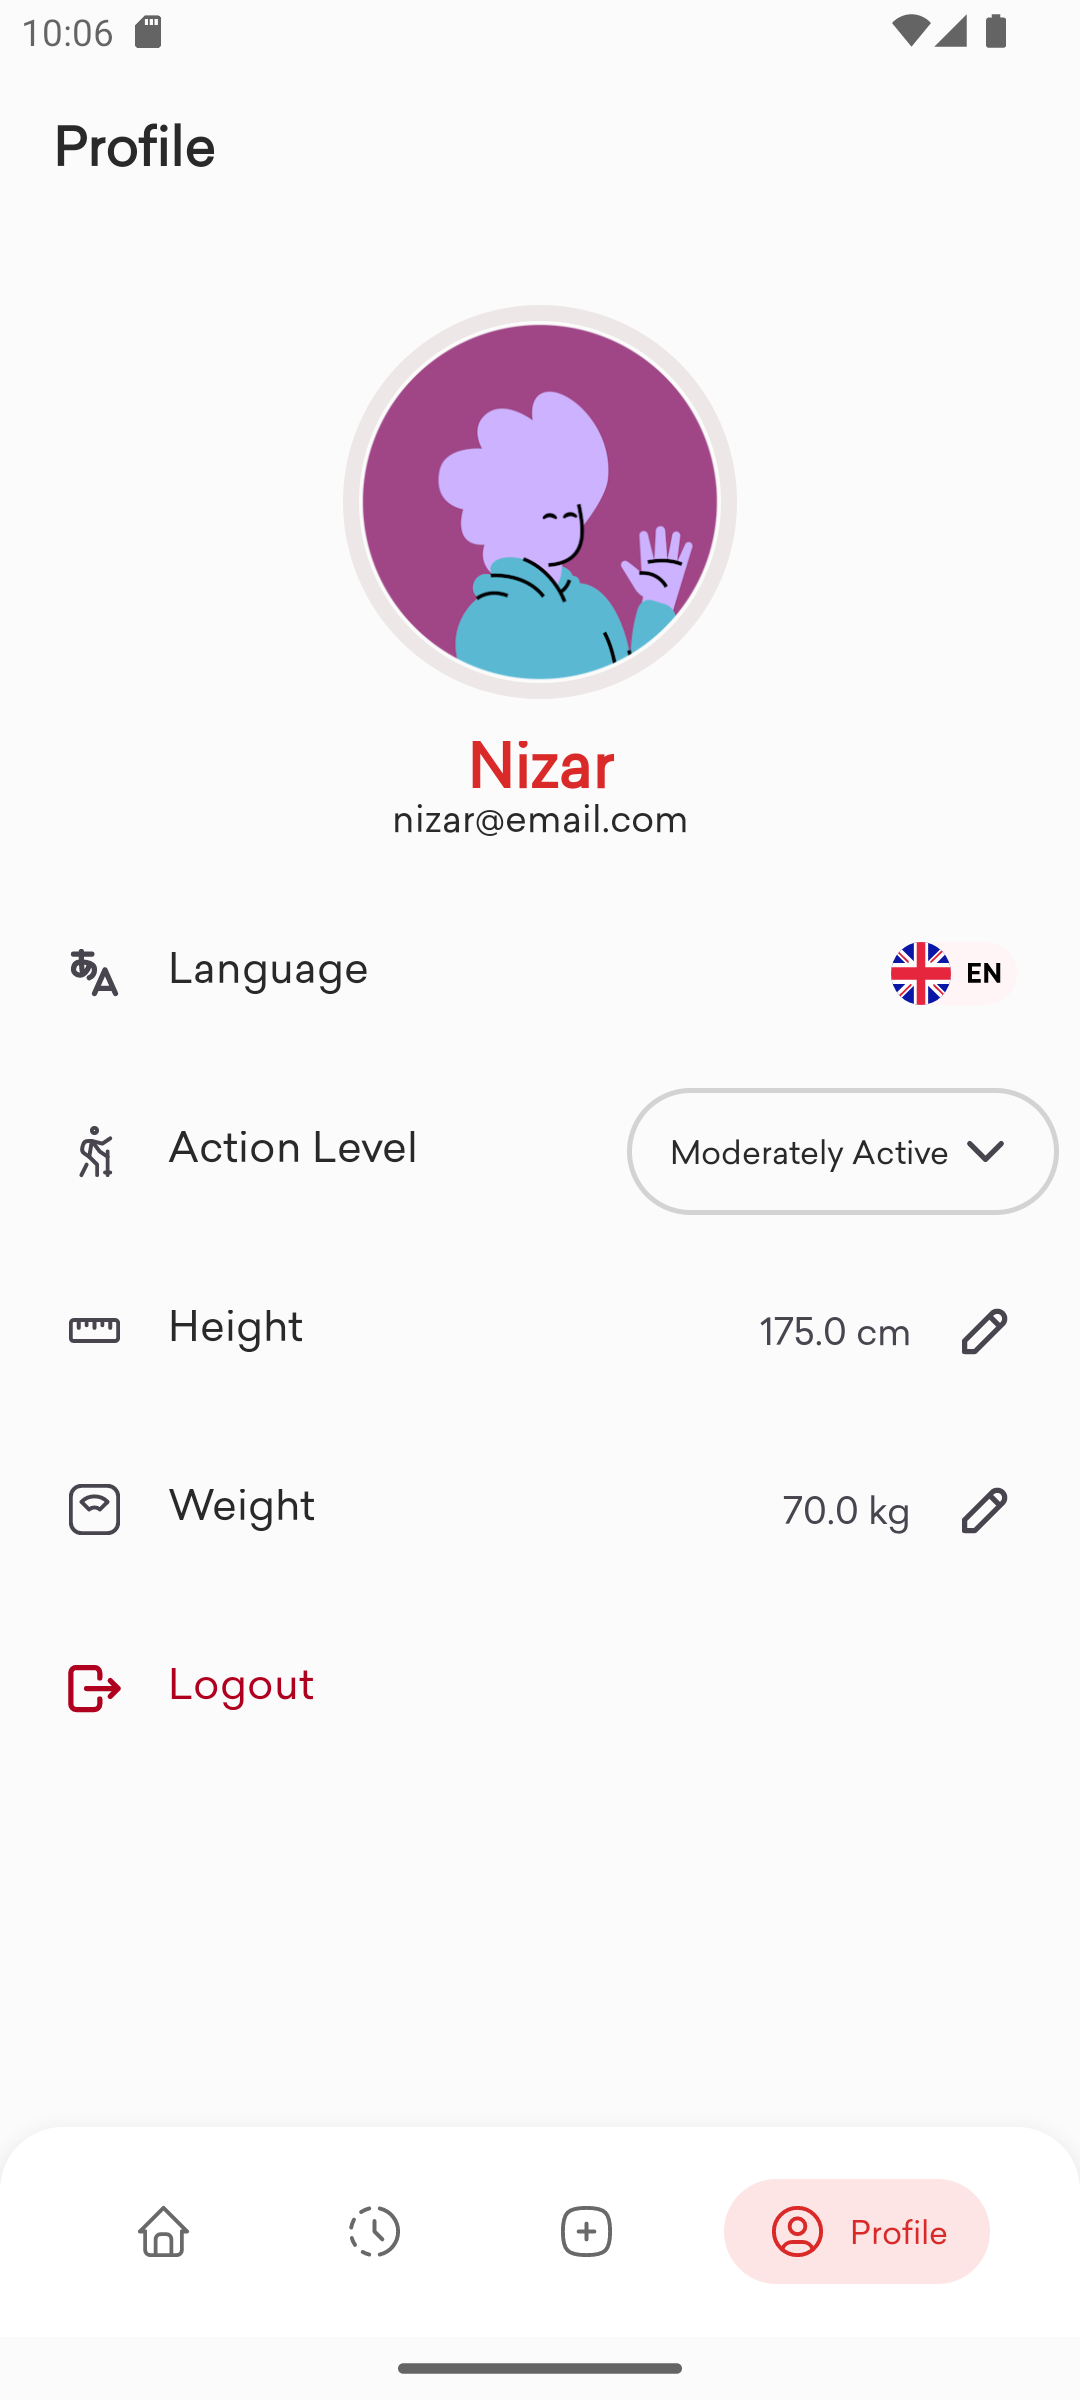 10:06
Profile
Nizar
nizar@email.com
Language
EN
Action Level
Moderately Active
Height
175.0 cm
Weight
70.0 kg
Logout
Profile